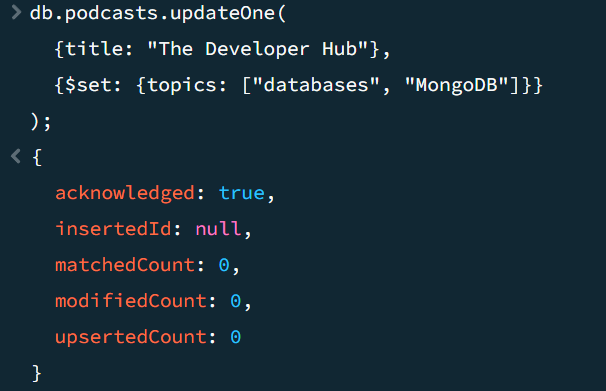 > db.podcasts.updateOne(
{title: "The Developer Hub"},
{$set: {topics: ["databases", "MongoDB"]}}
);
< {
acknowledged: true,
insertedId: null,
matchedCount: 0,
modifiedCount: 0,
upsertedCount: 0
}